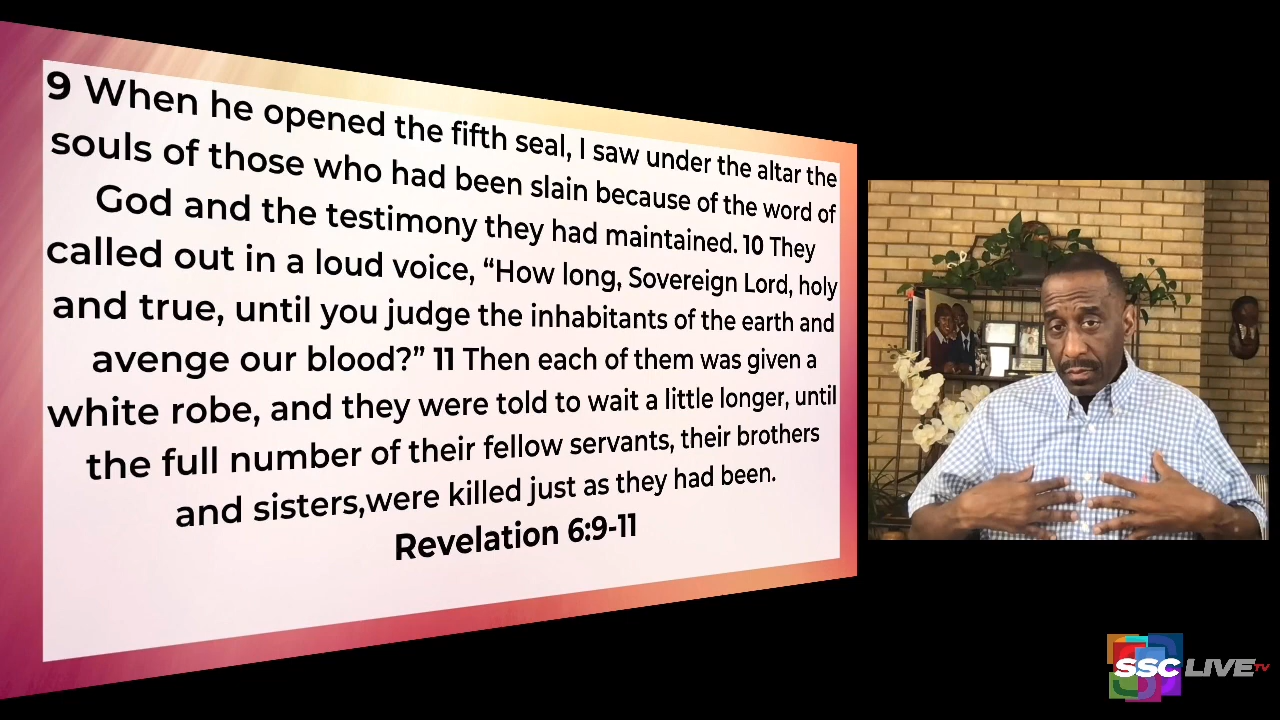 9 When he opened the fifth seal, I saw under the altar the
souls of those who had been slain because of the word of
God and the testimony they had maintained. 10 They
called out in a loud voice, “How long, Sovereign Lord, holy
and true, until you judge the inhabitants of the earth and
avenge our blood?” 11 Then each of them was given a
white robe, and they were told to wait a little longer, until
the full number of their fellow servants, their brothers
and sisters,were killed just as they had been.
Revelation 6:9-11
SSC LIVE TV